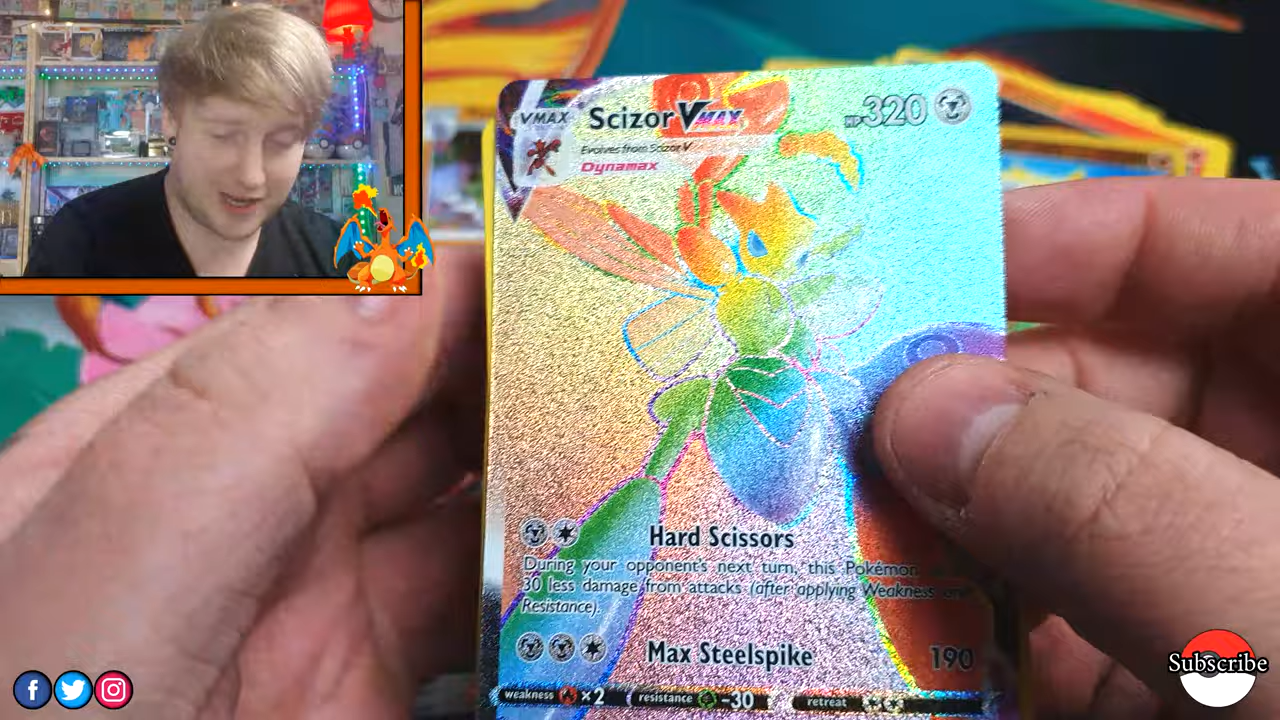 VMAX Scizor VMAX HP 320
Evolves from Scizor V
Dynamax
Hard Scissors
During your opponent's next turn, this Pokémon
30 less damage from attacks (after applying Weakness
Resistance).
Max Steelspike 190
weakness ×2 resistance -30 retreat
Subscribe